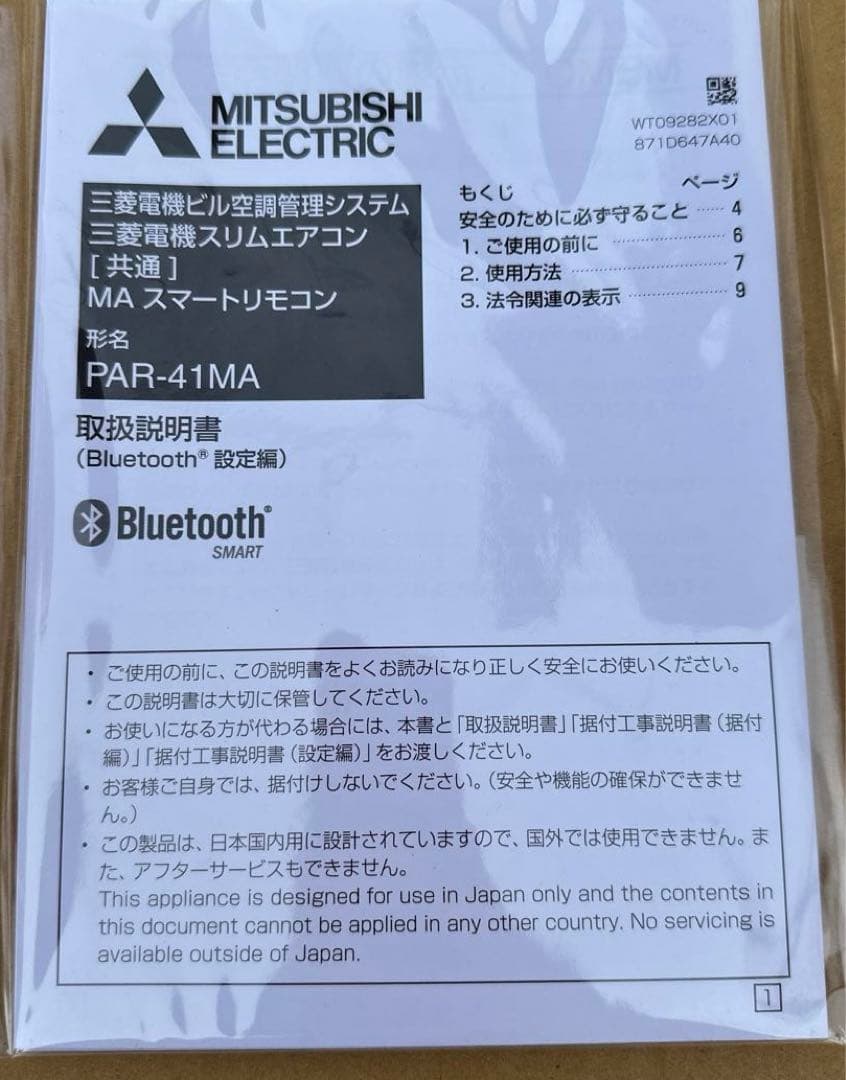 MITSUBISHI
ELECTRIC
WT09282X01
871D647A40
三菱電機ビル空調管理システム
三菱電機スリムエアコン
[共通]
MA スマートリモコン
形名
PAR-41MA
取扱説明書
(Bluetooth® 設定編)
Bluetooth®
SMART
もくじ ページ
安全のために必ず守ること ······ 4
1. ご使用の前に ························ 6
2. 使用方法 ································ 7
3. 法令関連の表示 ······················ 9
・ご使用の前に、この説明書をよくお読みになり正しく安全にお使いください。
・この説明書は大切に保管してください。
・お使いになる方が代わる場合には、本書と「取扱説明書」「据付工事説明書(据付
編)」「据付工事説明書(設定編)」をお渡しください。
・お客様ご自身では、据付けしないでください。(安全や機能の確保ができませ
ん。)
・この製品は、日本国内用に設計されていますので、国外では使用できません。ま
た、アフターサービスもできません。
This appliance is designed for use in Japan only and the contents in
this document cannot be applied in any other country. No servicing is
available outside of Japan.
1